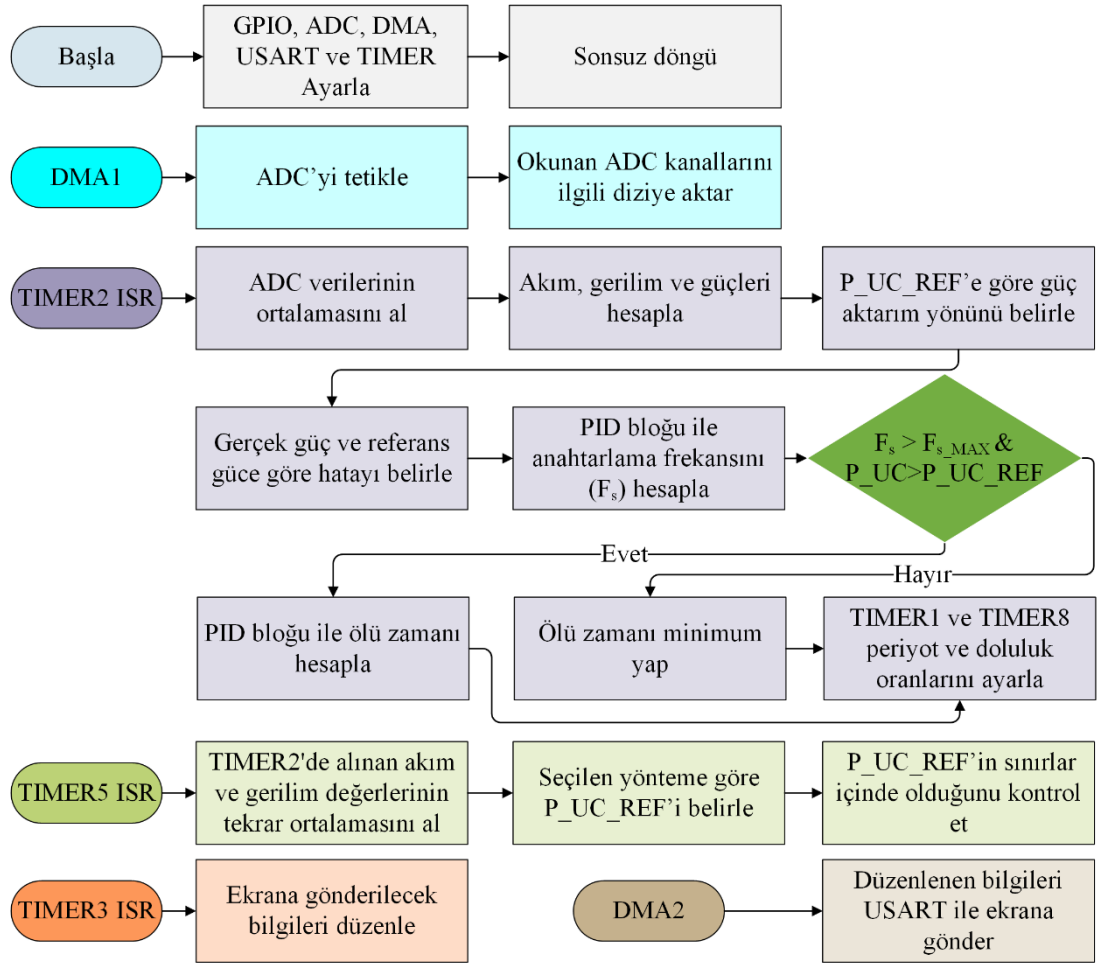 Başla
GPIO, ADC, DMA,
USART ve TIMER
Ayarla
Sonsuz döngü
DMA1
ADC’yi tetikle
Okunan ADC kanallarını
ilgili diziye aktar
TIMER2 ISR
ADC verilerinin
ortalamasını al
Akım, gerilim ve güçleri
hesapla
P_UC_REF’e göre güç
aktarım yönünü belirle
Gerçek güç ve referans
güce göre hatayı belirle
PID bloğu ile
anahtarlama frekansını
(Fs) hesapla
Fs > Fs_MAX &
P_UC>P_UC_REF
Evet
Hayır
PID bloğu ile ölü zamanı
hesapla
Ölü zamanı minimum
yap
TIMER1 ve TIMER8
periyot ve doluluk
oranlarını ayarla
TIMER5 ISR
TIMER2'de alınan akım
ve gerilim değerlerinin
tekrar ortalamasını al
Seçilen yönteme göre
P_UC_REF’i belirle
P_UC_REF’in sınırlar
içinde olduğunu kontrol
et
TIMER3 ISR
Ekrana gönderilecek
bilgileri düzenle
DMA2
Düzenlenen bilgileri
USART ile ekrana
gönder